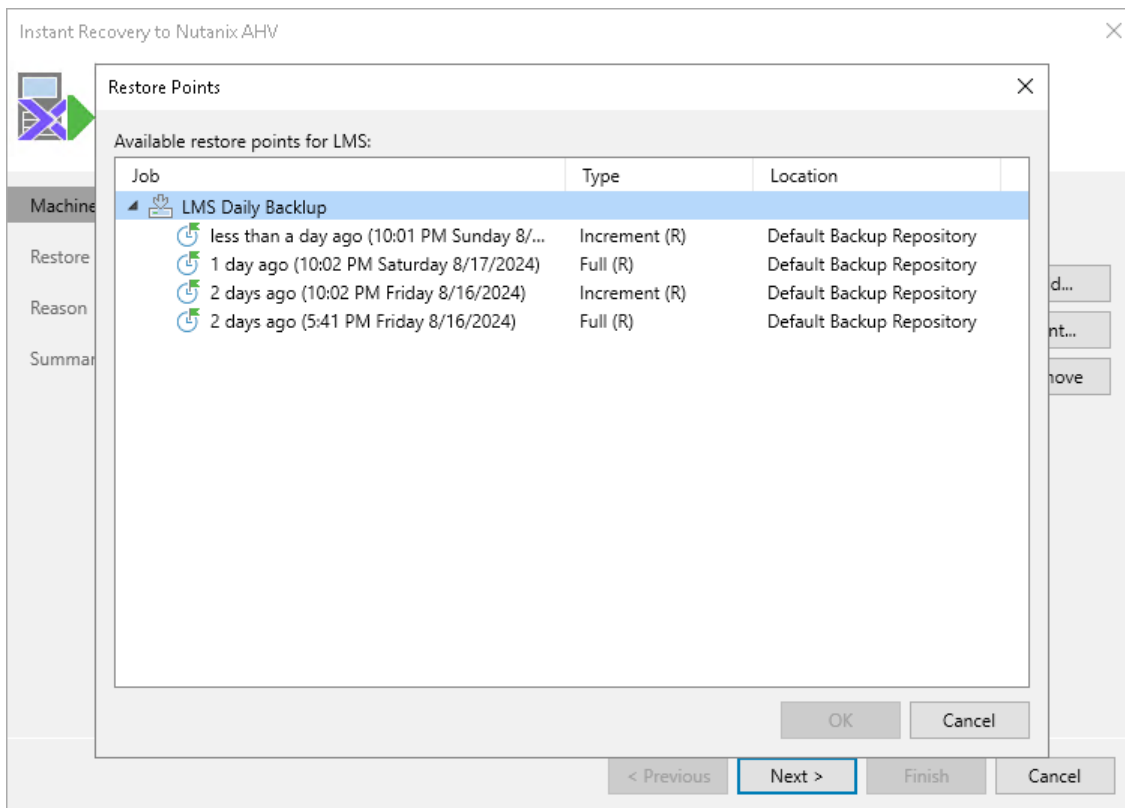 Instant Recovery to Nutanix AHV
Restore Points
Available restore points for LMS:
Job Type Location
Machine
LMS Daily Backlup
less than a day ago (10:01 PM Sunday 8/... Increment (R) Default Backup Repository
Restore
1 day ago (10:02 PM Saturday 8/17/2024) Full (R) Default Backup Repository
d...
2 days ago (10:02 PM Friday 8/16/2024) Increment (R) Default Backup Repository
Reason
2 days ago (5:41 PM Friday 8/16/2024) Full (R) Default Backup Repository
nt...
Summar
nove
OK Cancel
< Previous Next > Finish Cancel